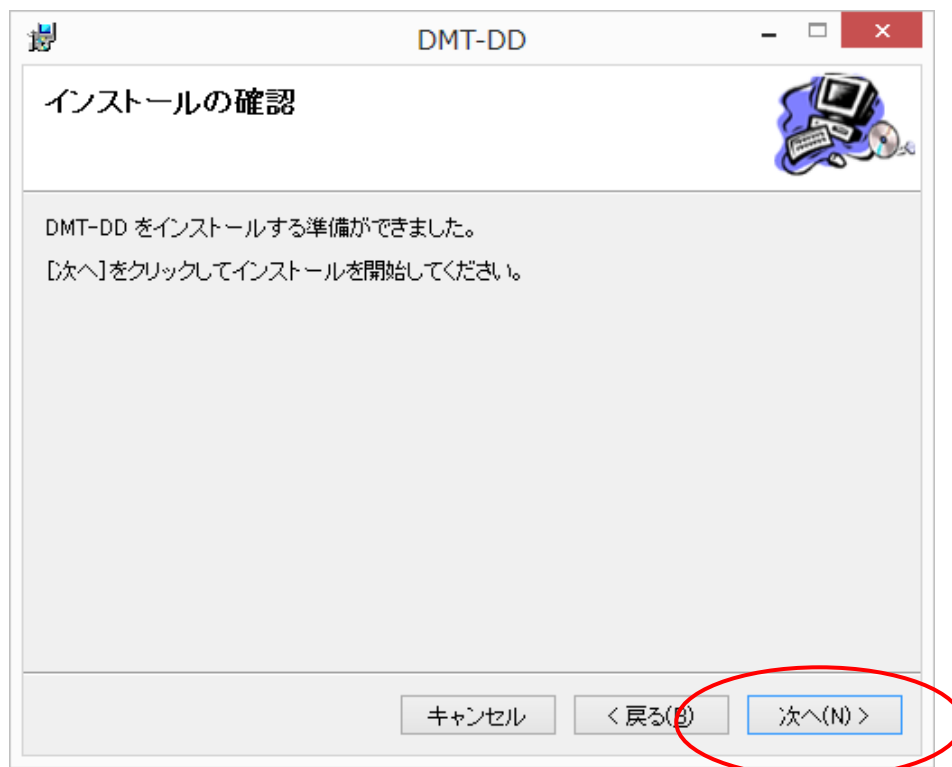 DMT-DD
インストールの確認
DMT-DD をインストールする準備ができました。
[次へ]をクリックしてインストールを開始してください。
キャンセル
< 戻る(B)
次へ(N) >